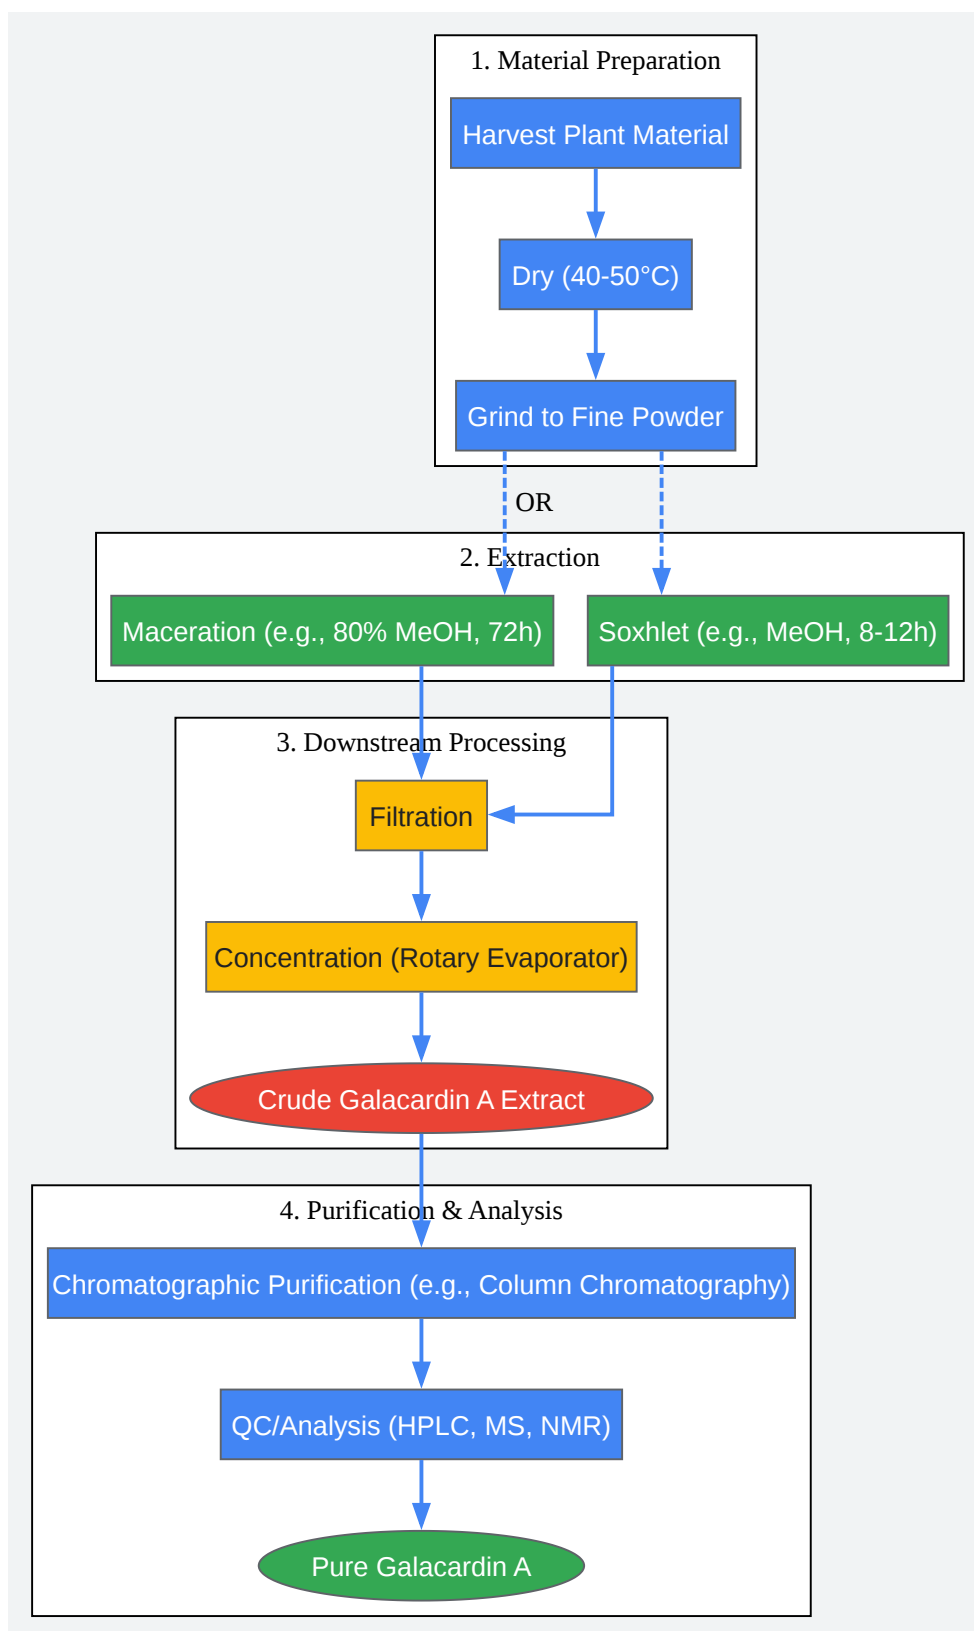 1. Material Preparation
Harvest Plant Material
Dry (40-50°C)
Grind to Fine Powder
OR
2. Extraction
Maceration (e.g., 80% MeOH, 72h)
Soxhlet (e.g., MeOH, 8-12h)
3. Downstream Processing
Filtration
Concentration (Rotary Evaporator)
Crude Galacardin A Extract
4. Purification & Analysis
Chromatographic Purification (e.g., Column Chromatography)
QC/Analysis (HPLC, MS, NMR)
Pure Galacardin A